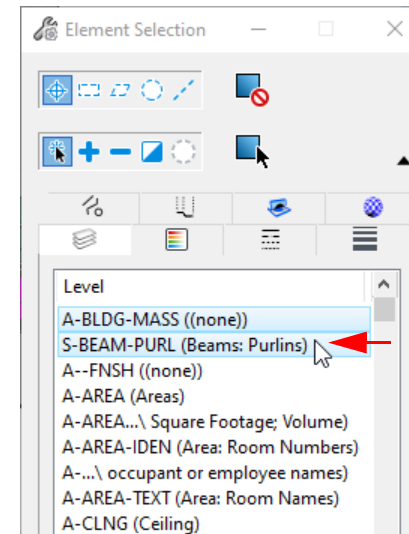 Element Selection
Level
A-BLDG-MASS ((none))
S-BEAM-PURL (Beams: Purlins)
A--FNSH ((none))
A-AREA (Areas)
A-AREA...\ Square Footage; Volume)
A-AREA-IDEN (Area: Room Numbers)
A-...\ occupant or employee names)
A-AREA-TEXT (Area: Room Names)
A-CLNG (Ceiling)